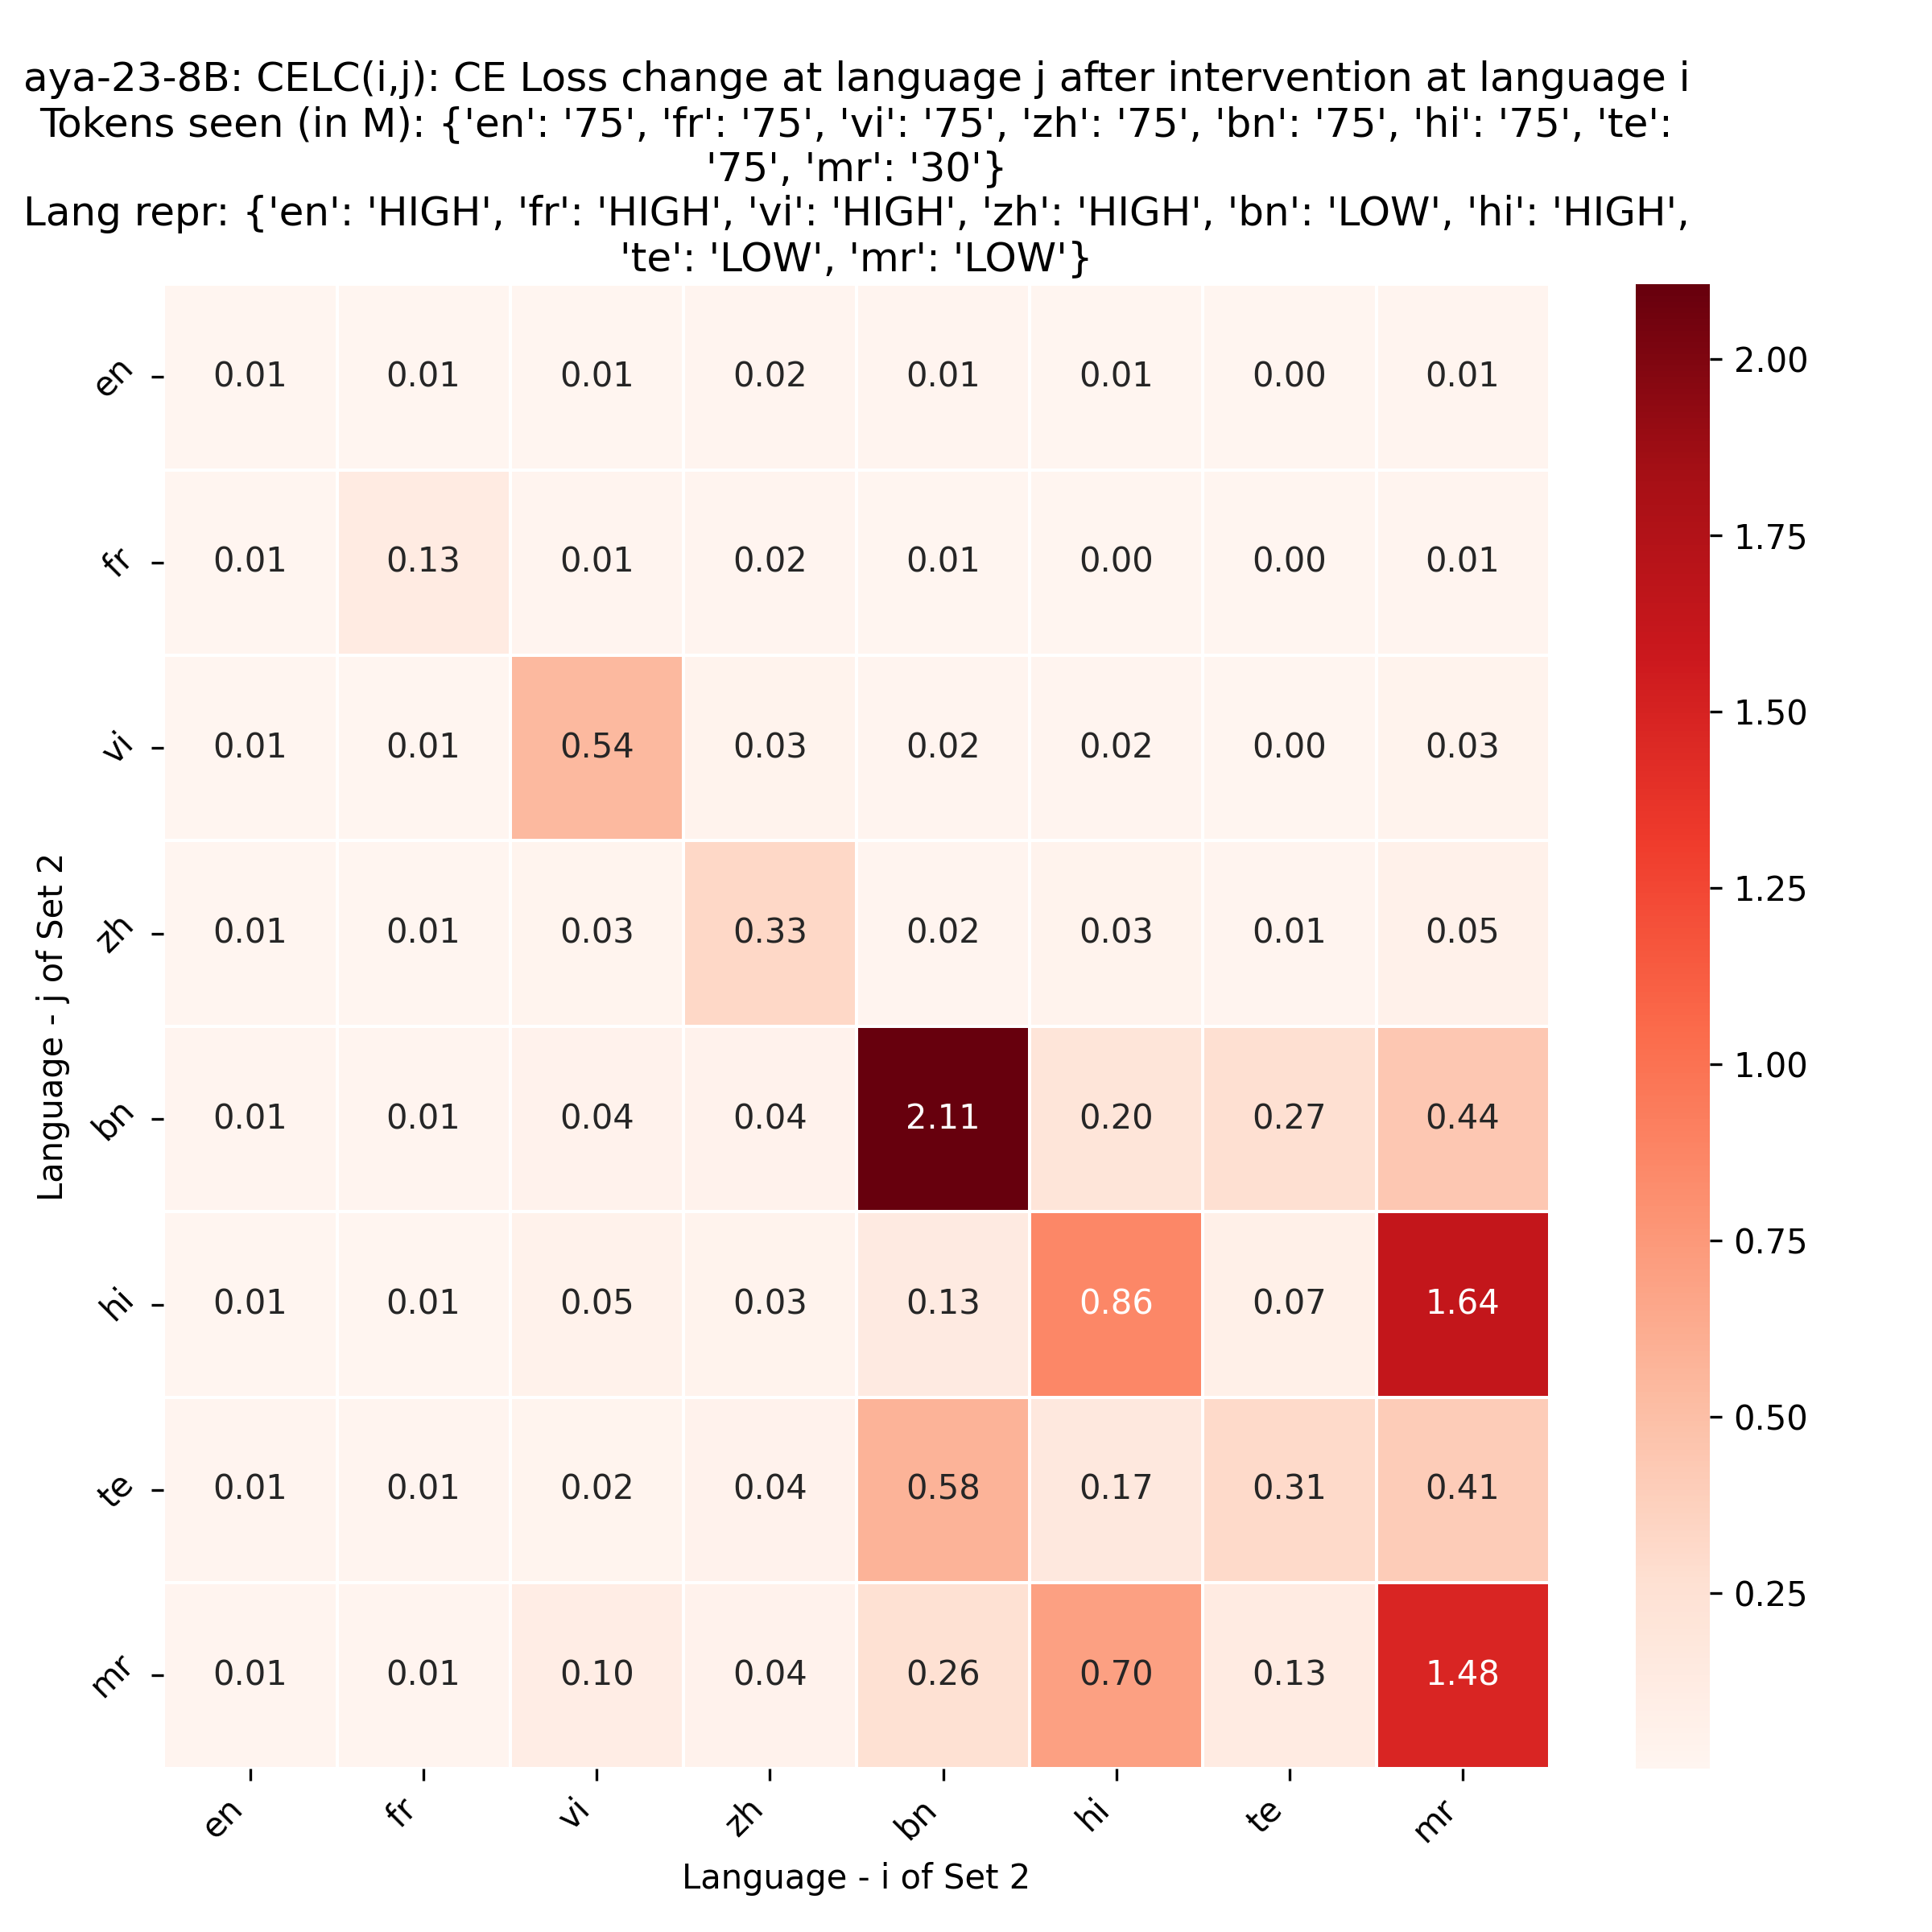 aya-23-8B: CELC(i,j): CE Loss change at language j after intervention at language i
Tokens seen (in M): {'en': '75', 'fr': '75', 'vi': '75', 'zh': '75', 'bn': '75', 'hi': '75', 'te':
'75', 'mr': '30'}
Lang repr: {'en': 'HIGH', 'fr': 'HIGH', 'vi': 'HIGH', 'zh': 'HIGH', 'bn': 'LOW', 'hi': 'HIGH',
'te': 'LOW', 'mr': 'LOW'}
Language - j of Set 2
en 0.01 0.01 0.01 0.02 0.01 0.01 0.00 0.01
fr 0.01 0.13 0.01 0.02 0.01 0.00 0.00 0.01
vi 0.01 0.01 0.54 0.03 0.02 0.02 0.00 0.03
zh 0.01 0.01 0.03 0.33 0.02 0.03 0.01 0.05
bn 0.01 0.01 0.04 0.04 2.11 0.20 0.27 0.44
hi 0.01 0.01 0.05 0.03 0.13 0.86 0.07 1.64
te 0.01 0.01 0.02 0.04 0.58 0.17 0.31 0.41
mr 0.01 0.01 0.10 0.04 0.26 0.70 0.13 1.48
en fr vi zh bn hi te mr
Language - i of Set 2
2.00
1.75
1.50
1.25
1.00
0.75
0.50
0.25